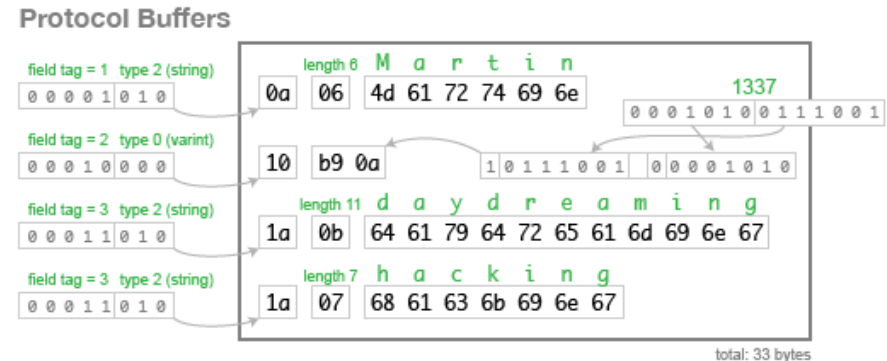 Protocol Buffers
field tag = 1 type 2 (string)
0 0 0 0 1 0 1 0
length 6 M a r t i n
0a 06 4d 61 72 74 69 6e
1337
0 0 0 1 0 1 0 0 1 1 1 0 0 1
field tag = 2 type 0 (varint)
0 0 0 1 0 0 0 0
10 b9 0a
1 0 1 1 1 0 0 1 0 0 0 0 1 0 1 0
field tag = 3 type 2 (string)
0 0 0 1 1 0 1 0
length 11 d a y d r e a m i n g
1a 0b 64 61 79 64 72 65 61 6d 69 6e 67
field tag = 3 type 2 (string)
0 0 0 1 1 0 1 0
length 7 h a c k i n g
1a 07 68 61 63 6b 69 6e 67
total: 33 bytes